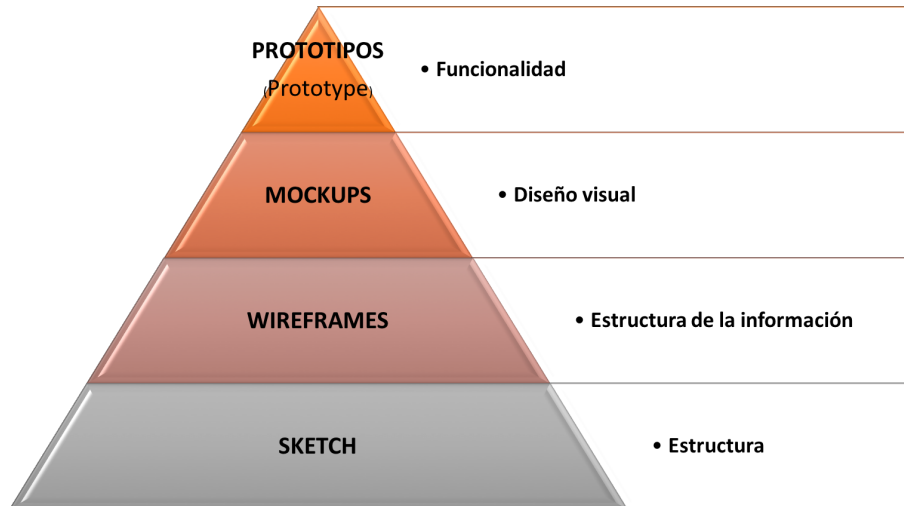 PROTOTIPOS
(Prototype)
• Funcionalidad
MOCKUPS
• Diseño visual
WIREFRAMES
• Estructura de la información
SKETCH
• Estructura